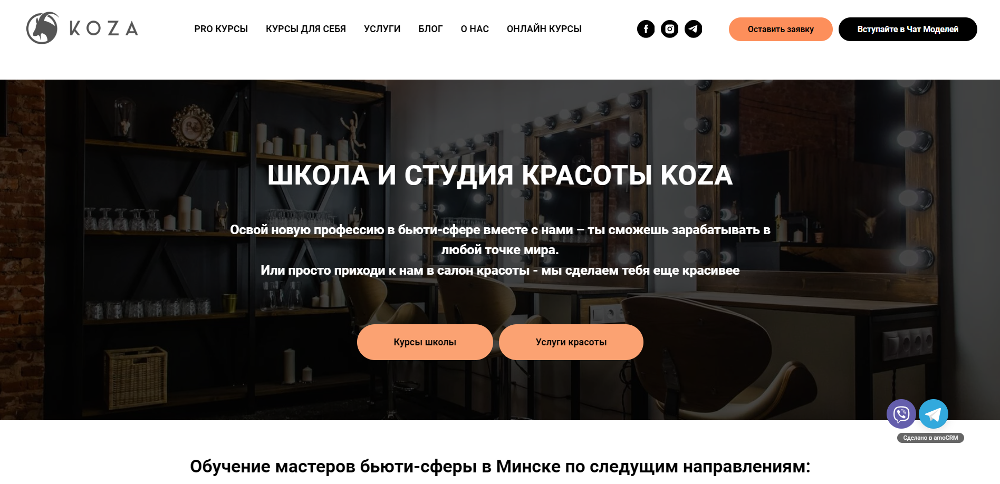 KOZA
PRO КУРСЫ
КУРСЫ ДЛЯ СЕБЯ
УСЛУГИ
БЛОГ
О НАС
ОНЛАЙН КУРСЫ
Оставить заявку
Вступайте в Чат Моделей
ШКОЛА И СТУДИЯ КРАСОТЫ KOZA
Освой новую профессию в бьюти-сфере вместе с нами – ты сможешь зарабатывать в
любой точке мира.
Или просто приходи к нам в салон красоты - мы сделаем тебя еще красивее
Курсы школы
Услуги красоты
Сделано в amoCRM
Обучение мастеров бьюти-сферы в Минске по следущим направлениям: